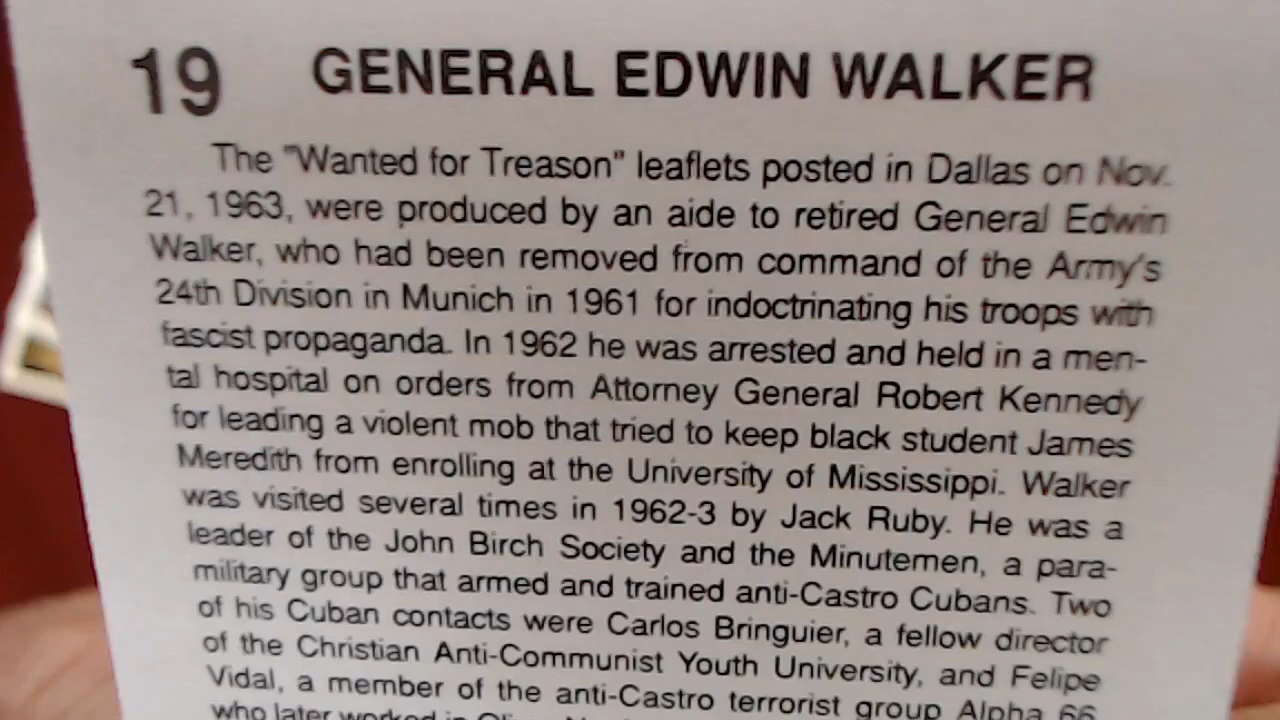 19 GENERAL EDWIN WALKER
The "Wanted for Treason" leaflets posted in Dallas on Nov.
21, 1963, were produced by an aide to retired General Edwin
Walker, who had been removed from command of the Army's
24th Division in Munich in 1961 for indoctrinating his troops with
fascist propaganda. In 1962 he was arrested and held in a men-
tal hospital on orders from Attorney General Robert Kennedy
for leading a violent mob that tried to keep black student James
Meredith from enrolling at the University of Mississippi. Walker
was visited several times in 1962-3 by Jack Ruby. He was a
leader of the John Birch Society and the Minutemen, a para-
military group that armed and trained anti-Castro Cubans. Two
of his Cuban contacts were Carlos Bringuier, a fellow director
of the Christian Anti-Communist Youth University, and Felipe
Vidal, a member of the anti-Castro terrorist group Alpha 66
who later worked in